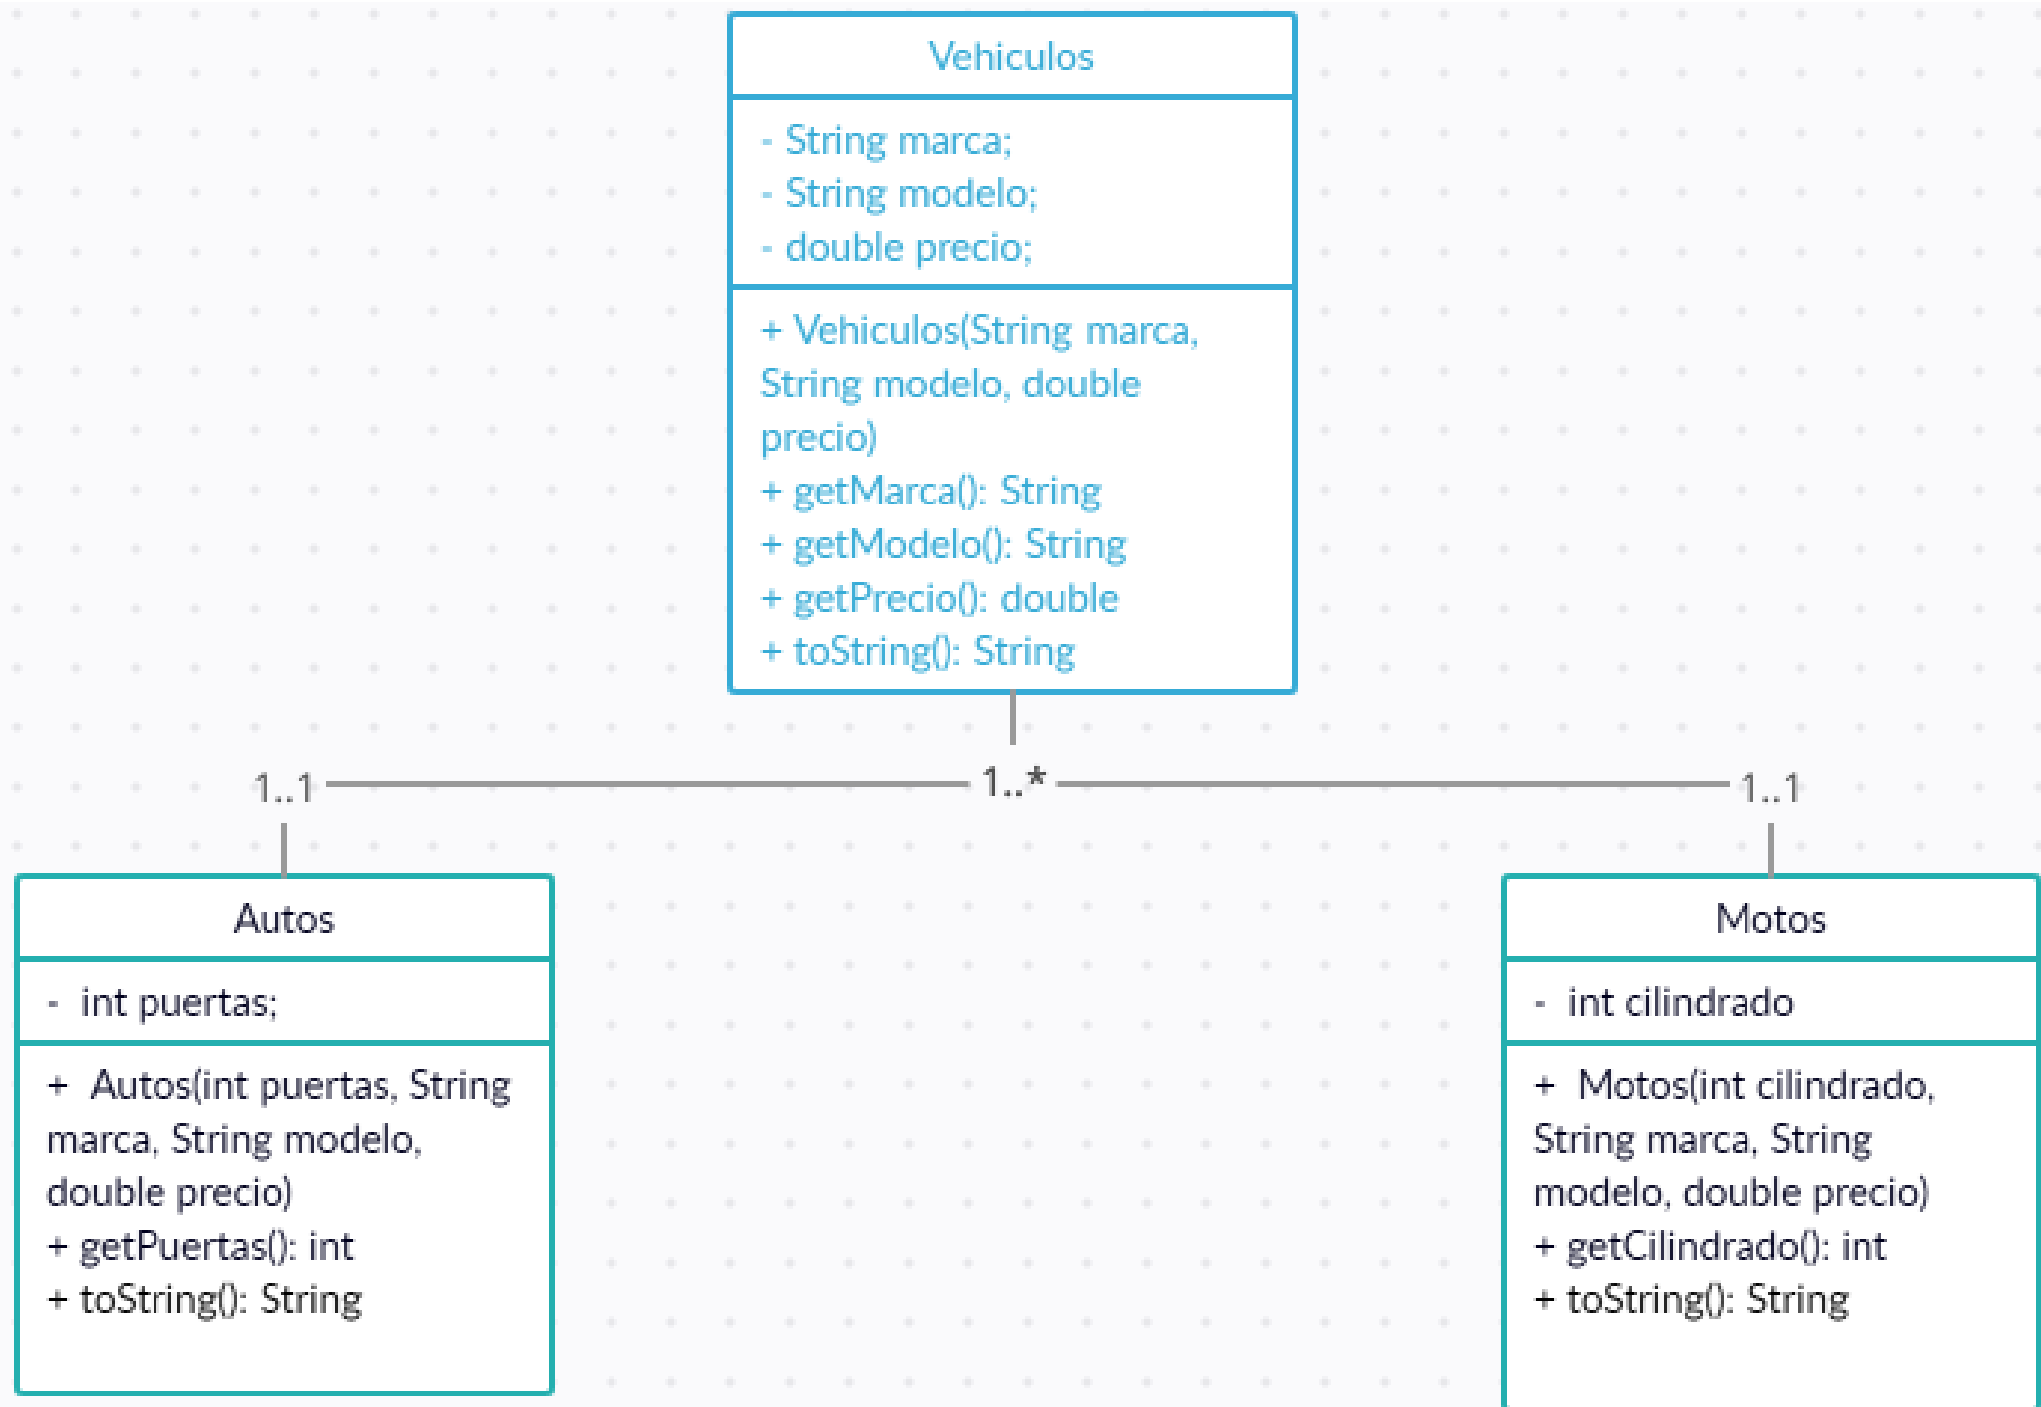 Vehiculos
- String marca;
- String modelo;
- double precio;
+ Vehiculos(String marca,
String modelo, double
precio)
+ getMarca(): String
+ getModelo(): String
+ getPrecio(): double
+ toString(): String
1..1
1..*
1..1
Autos
- int puertas;
+ Autos(int puertas, String
marca, String modelo,
double precio)
+ getPuertas(): int
+ toString(): String
Motos
- int cilindrado
+ Motos(int cilindrado,
String marca, String
modelo, double precio)
+ getCilindrado(): int
+ toString(): String